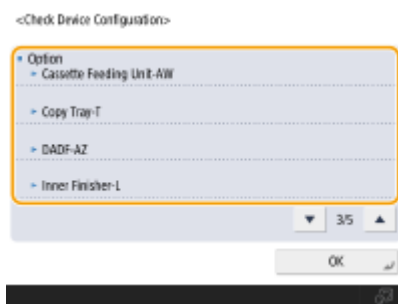 <Check Device Configuration>
Option
Cassette Feeding Unit-AW
Copy Tray-T
DADF-AZ
Inner Finisher-L
3/5
OK